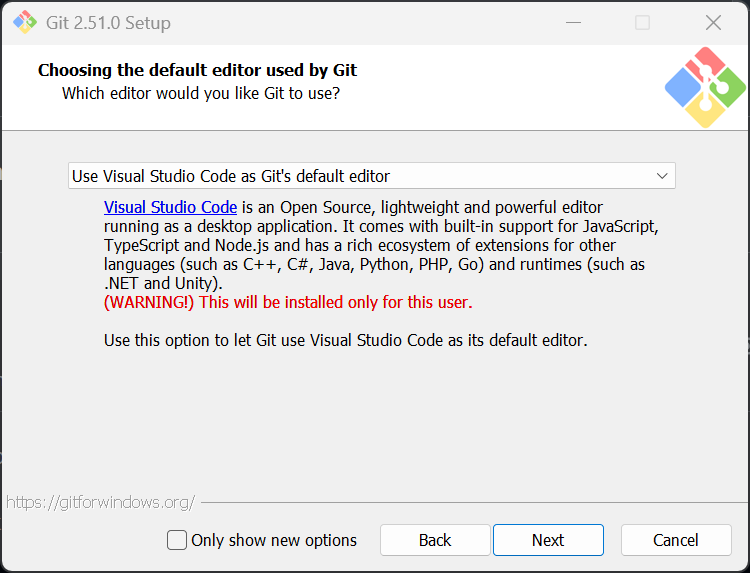 Git 2.51.0 Setup
Choosing the default editor used by Git
Which editor would you like Git to use?
Use Visual Studio Code as Git's default editor
Visual Studio Code is an Open Source, lightweight and powerful editor
running as a desktop application. It comes with built-in support for JavaScript,
TypeScript and Node.js and has a rich ecosystem of extensions for other
languages (such as C++, C#, Java, Python, PHP, Go) and runtimes (such as
.NET and Unity).
(WARNING!) This will be installed only for this user.
Use this option to let Git use Visual Studio Code as its default editor.
https://gitforwindows.org/
Only show new options
Back
Next
Cancel